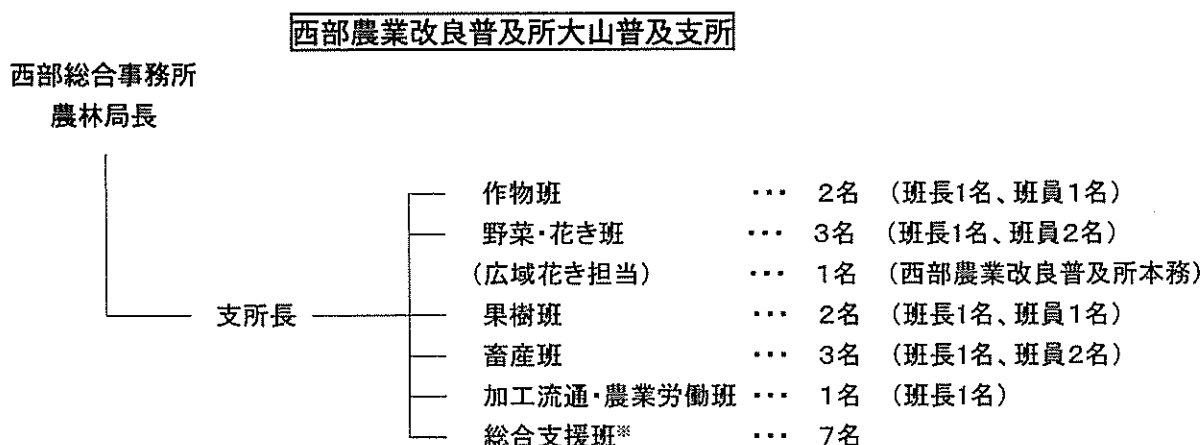 西部農業改良普及所大山普及支所
西部総合事務所
農林局長
作物班 ･･･ 2名 (班長1名、班員1名)
野菜･花き班 ･･･ 3名 (班長1名、班員2名)
(広域花き担当) ･･･ 1名 (西部農業改良普及所本務)
支所長 果樹班 ･･･ 2名 (班長1名、班員1名)
畜産班 ･･･ 3名 (班長1名、班員2名)
加工流通･農業労働班 ･･･ 1名 (班長1名)
総合支援班※ ･･･ 7名